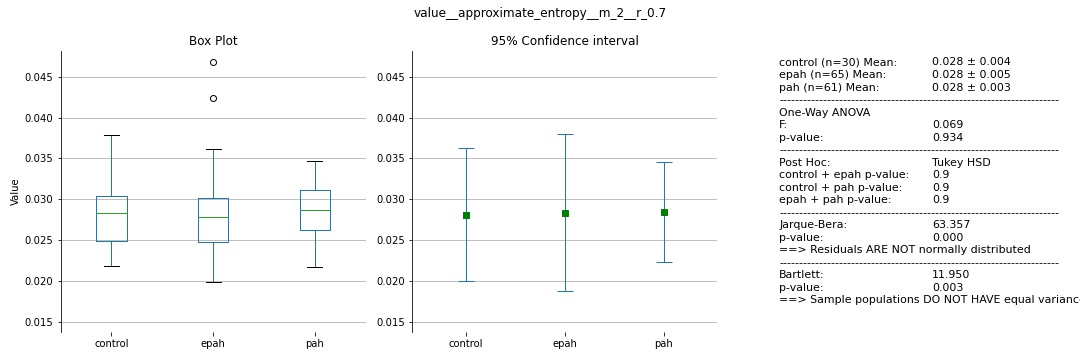 value__approximate_entropy__m_2__r_0.7
Box Plot
Value
0.045
0.040
0.035
0.030
0.025
0.020
0.015
control epah pah
95% Confidence interval
0.045
0.040
0.035
0.030
0.025
0.020
0.015
control epah pah
control (n=30) Mean: 0.028 ± 0.004
epah (n=65) Mean: 0.028 ± 0.005
pah (n=61) Mean: 0.028 ± 0.003
One-Way ANOVA
F: 0.069
p-value: 0.934
Post Hoc: Tukey HSD
control + epah p-value: 0.9
control + pah p-value: 0.9
epah + pah p-value: 0.9
Jarque-Bera: 63.357
p-value: 0.000
==> Residuals ARE NOT normally distributed
Bartlett: 11.950
p-value: 0.003
==> Sample populations DO NOT HAVE equal varianc